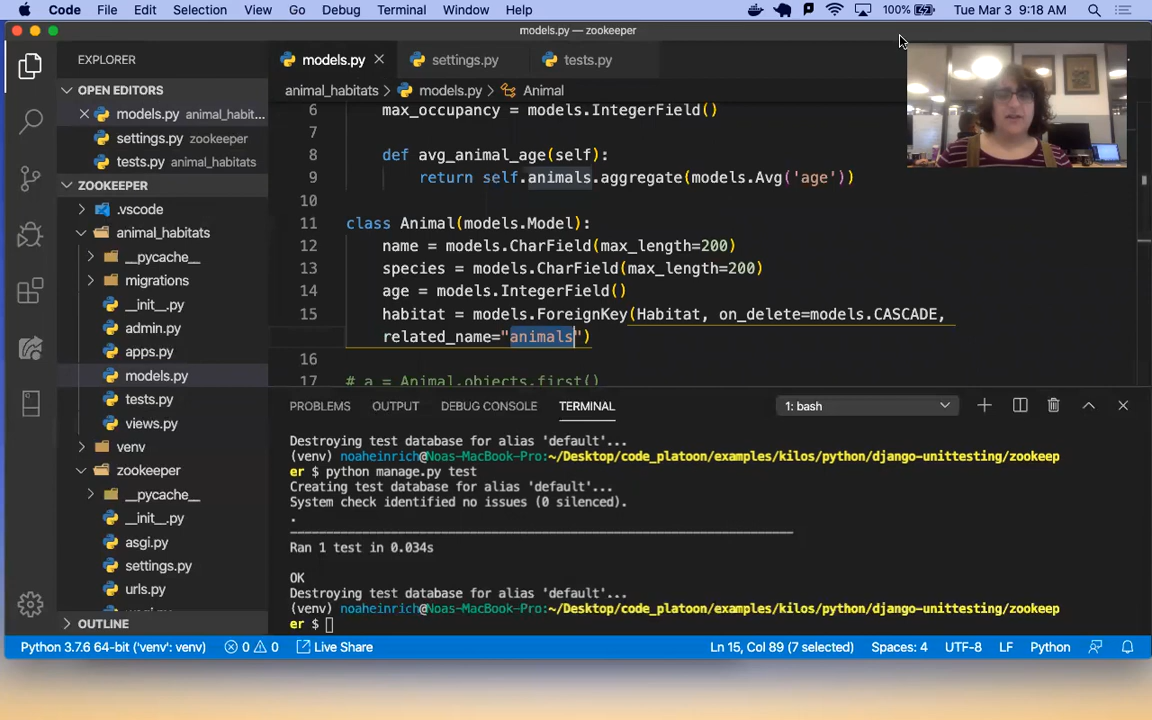 Code File Edit Selection View Go Debug Terminal Window Help 100% Tue Mar 3 9:18 AM
models.py — zookeeper
EXPLORER
models.py settings.py tests.py
OPEN EDITORS
animal_habitats > models.py > Animal
models.py animal_habit...
settings.py zookeeper
tests.py animal_habitats
ZOOKEEPER
.vscode
animal_habitats
__pycache__
migrations
__init__.py
admin.py
apps.py
models.py
tests.py
views.py
venv
zookeeper
__pycache__
__init__.py
asgi.py
settings.py
urls.py
OUTLINE
6 max_occupancy = models.IntegerField()
7
8 def avg_animal_age(self):
9 return self.animals.aggregate(models.Avg('age'))
10
11 class Animal(models.Model):
12 name = models.CharField(max_length=200)
13 species = models.CharField(max_length=200)
14 age = models.IntegerField()
15 habitat = models.ForeignKey(Habitat, on_delete=models.CASCADE,
related_name="animals")
16
17 # a = Animal.objects.first()
PROBLEMS OUTPUT DEBUG CONSOLE TERMINAL 1: bash
Destroying test database for alias 'default'...
(venv) noaheinrich@Noas-MacBook-Pro:~/Desktop/code_platoon/examples/kilos/python/django-unittesting/zookeep
er $ python manage.py test
Creating test database for alias 'default'...
System check identified no issues (0 silenced).
.
----------------------------------------------------------------------
Ran 1 test in 0.034s
OK
Destroying test database for alias 'default'...
(venv) noaheinrich@Noas-MacBook-Pro:~/Desktop/code_platoon/examples/kilos/python/django-unittesting/zookeep
er $
Python 3.7.6 64-bit ('venv': venv) 0 0 Live Share Ln 15, Col 89 (7 selected) Spaces: 4 UTF-8 LF Python